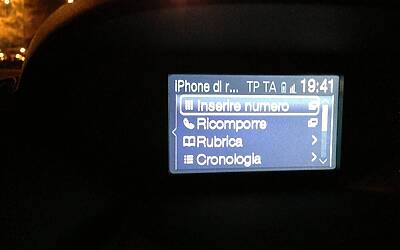 iPhone di r... TP TA 19:41
Inserire numero
Ricomporre
Rubrica
Cronologia